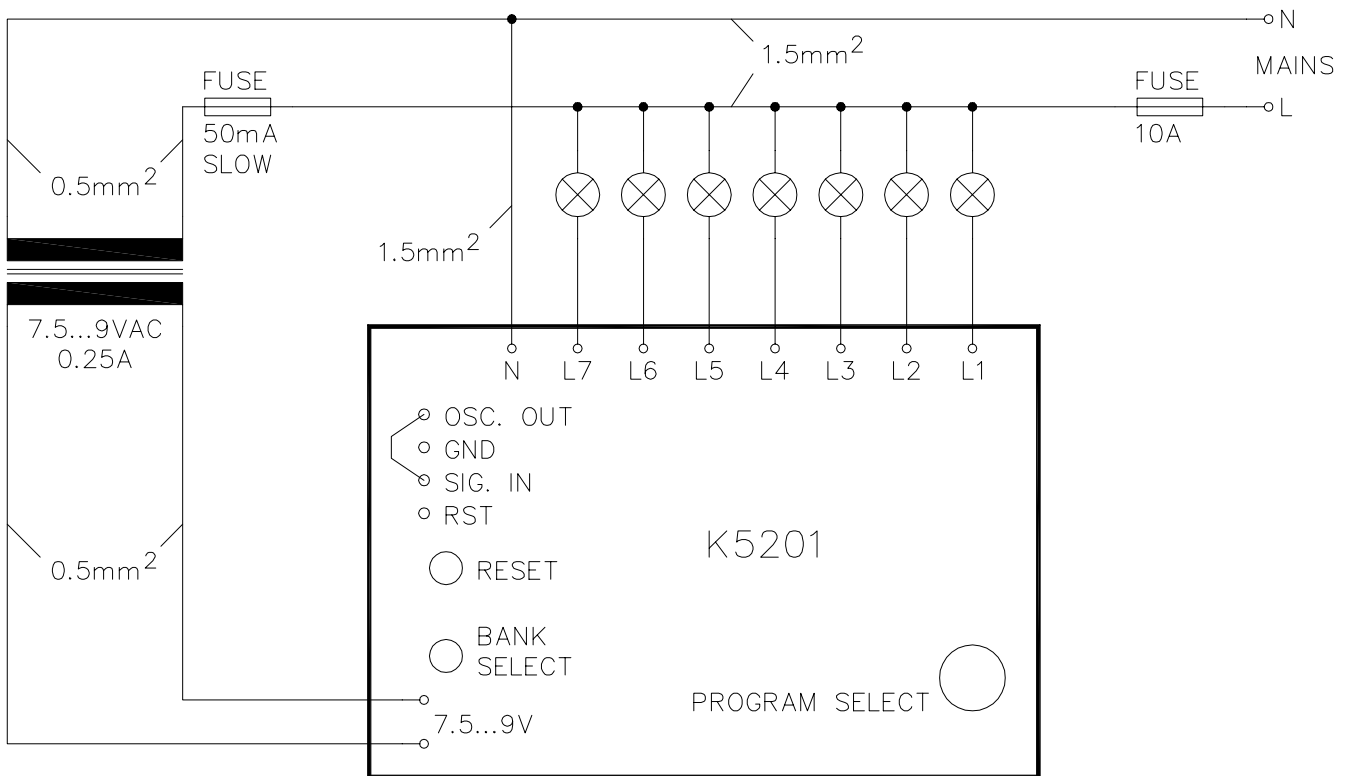 N
1.5mm²
MAINS
FUSE
FUSE
L
50mA
10A
SLOW
0.5mm²
1.5mm²
7.5...9VAC
0.25A
N L7 L6 L5 L4 L3 L2 L1
OSC. OUT
GND
SIG. IN
RST
K5201
0.5mm²
RESET
BANK
SELECT
PROGRAM SELECT
7.5...9V